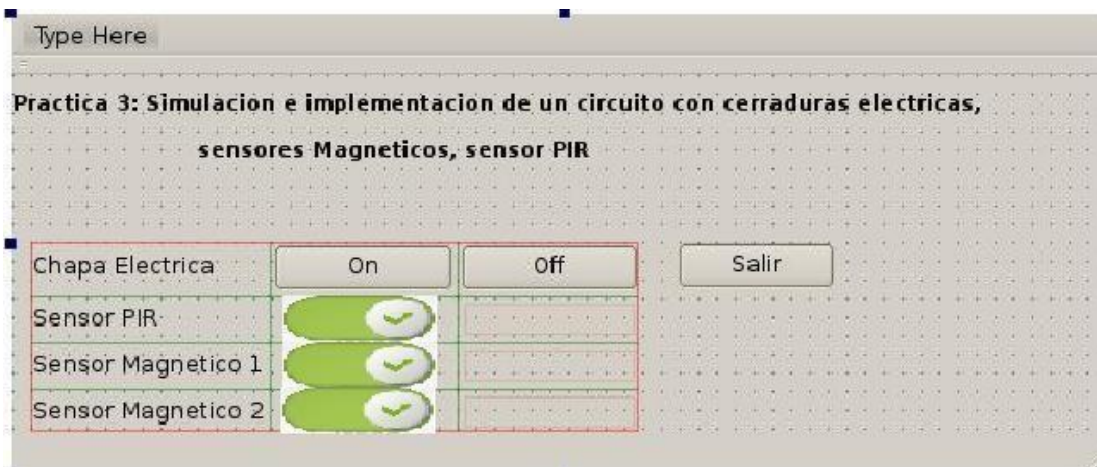 Type Here
Practica 3: Simulacion e implementacion de un circuito con cerraduras electricas,
sensores Magneticos, sensor PIR
Chapa Electrica On Off Salir
Sensor PIR
Sensor Magnetico 1
Sensor Magnetico 2